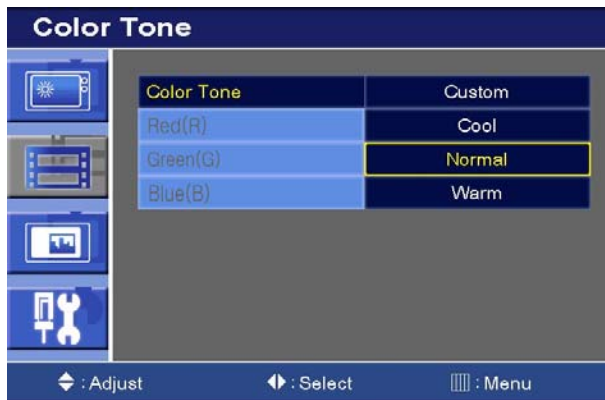 Color Tone
Color Tone Custom
Red(R) Cool
Green(G) Normal
Blue(B) Warm
: Adjust : Select : Menu